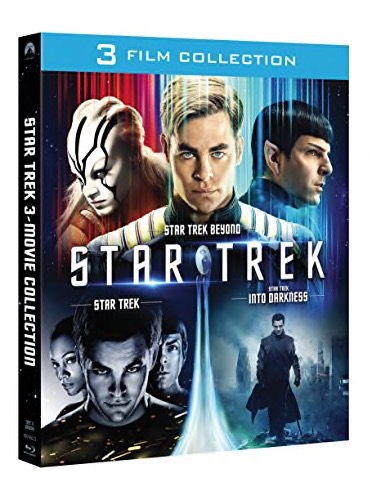 3 FILM COLLECTION
STAR TREK BEYOND
STAR TREK
STAR TREK
STAR TREK
INTO DARKNESS
STAR TREK 3-MOVIE COLLECTION